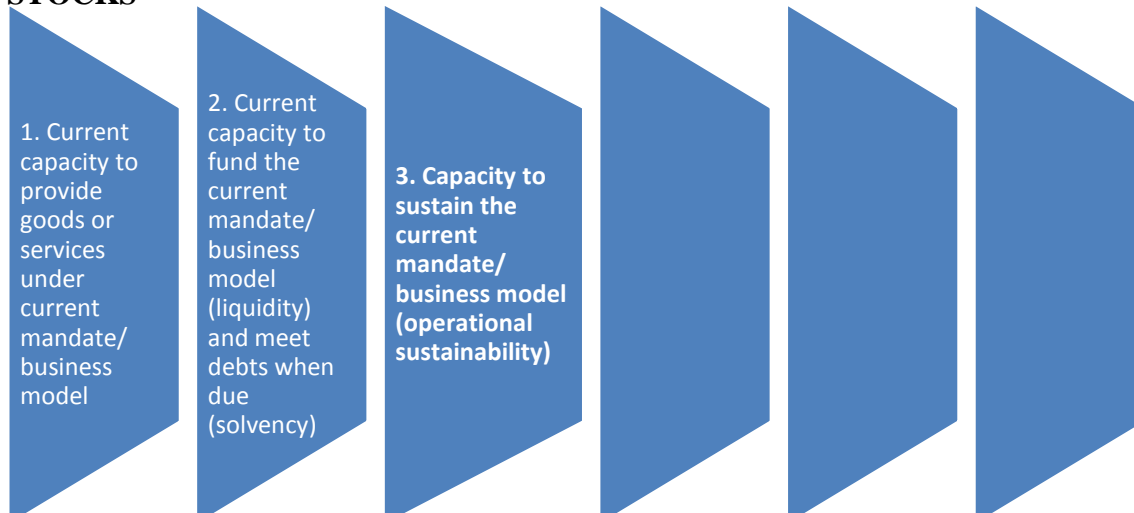 STOCKS
1. Current
capacity to
provide
goods or
services
under
current
mandate/
business
model
2. Current
capacity to
fund the
current
mandate/
business
model
(liquidity)
and meet
debts when
due
(solvency)
3. Capacity to
sustain the
current
mandate/
business model
(operational
sustainability)